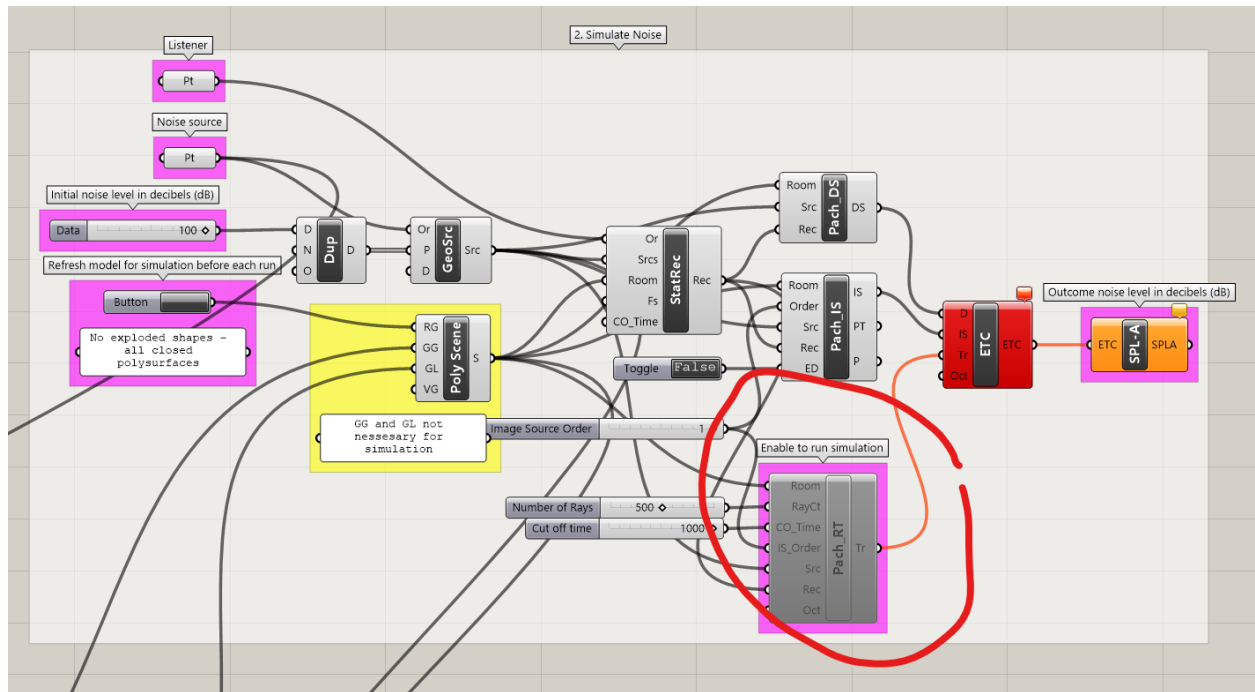 2. Simulate Noise
Listener
Pt
Noise source
Pt
Initial noise level in decibels (dB)
Data 100
D
N
O
Dup
D
Or
P
D
GeoSrc
Src
Refresh model for simulation before each run
Button
No exploded shapes -
all closed
polysurfaces
RG
GG
GL
VG
Poly Scene
S
GG and GL not
nessesary for
simulation
Or
Srcs
Room
Fs
CO_Time
StatRec
Rec
Toggle False
Image Source Order 1
Number of Rays 500
Cut off time 1000
Room
Src
Rec
Pach_DS
DS
Room
Order
Src
Rec
ED
Pach_IS
IS
PT
P
Enable to run simulation
Room
RayCt
CO_Time
IS_Order
Src
Rec
Oct
Pach_RT
Tr
D
IS
Tr
Oct
ETC
ETC
Outcome noise level in decibels (dB)
ETC
SPL-A
SPLA